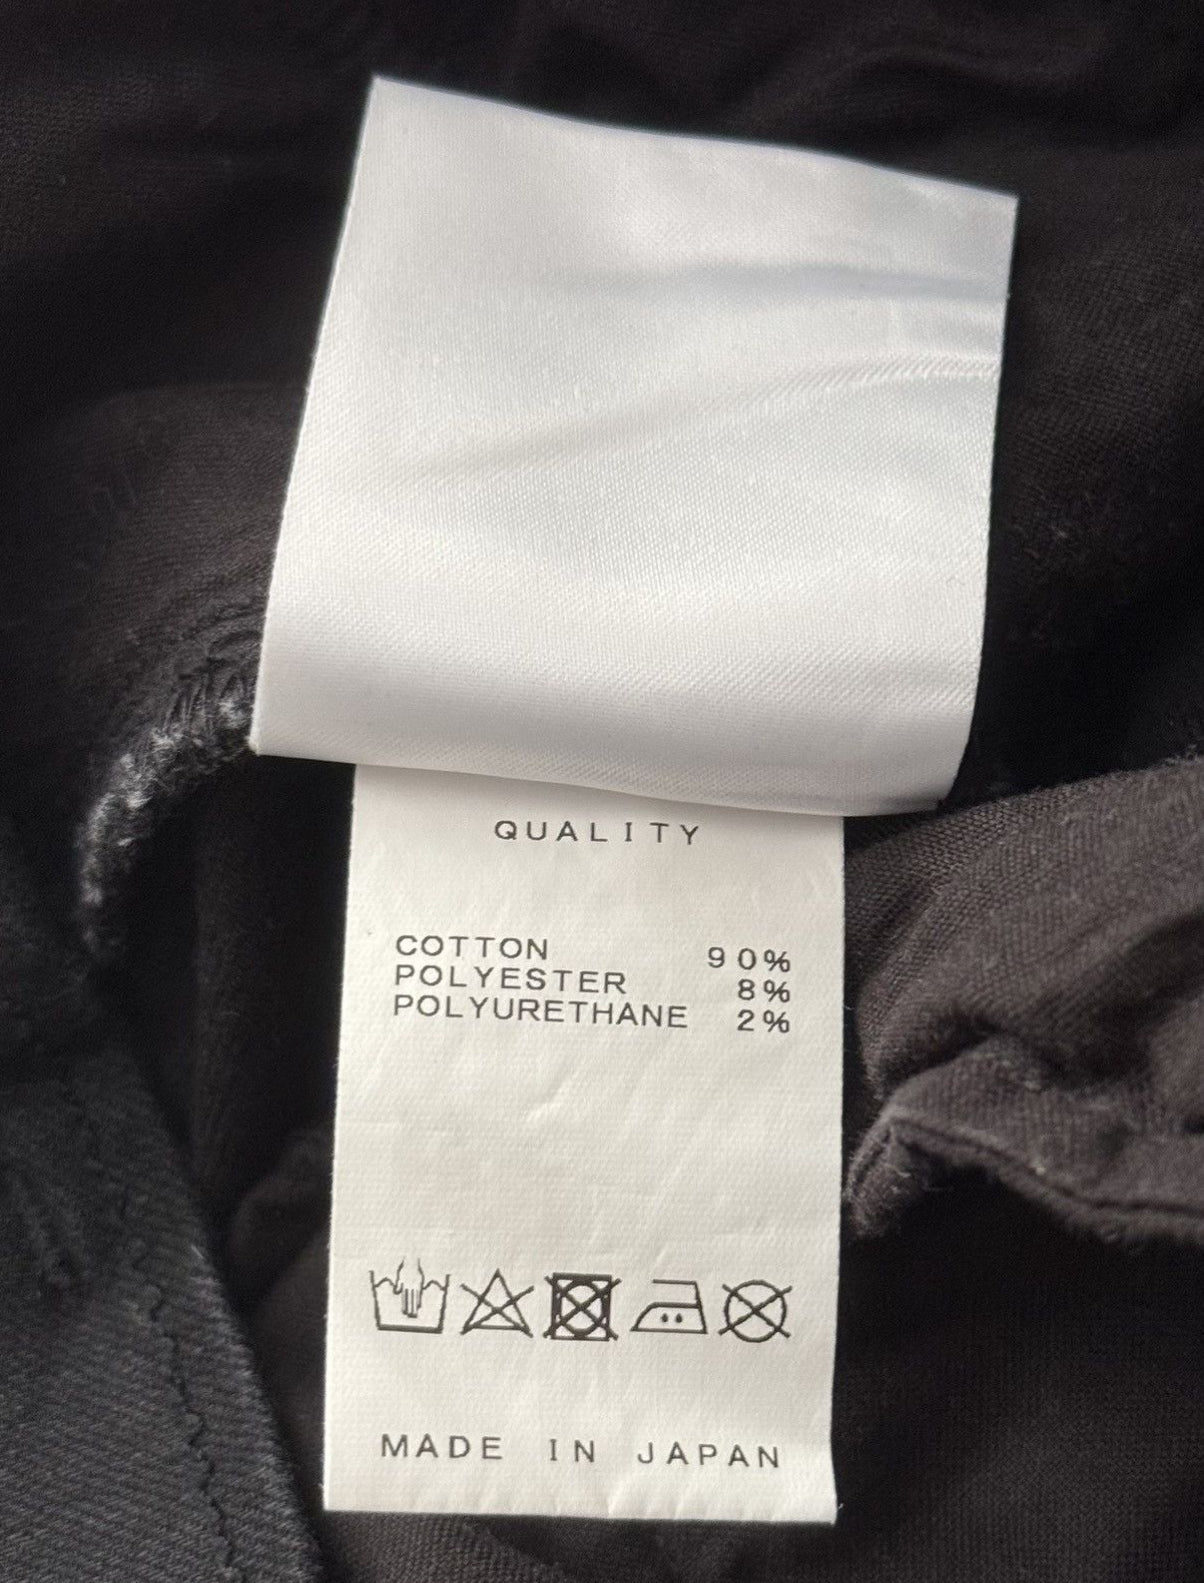 QUALITY
COTTON 90%
POLYESTER 8%
POLYURETHANE 2%
MADE IN JAPAN